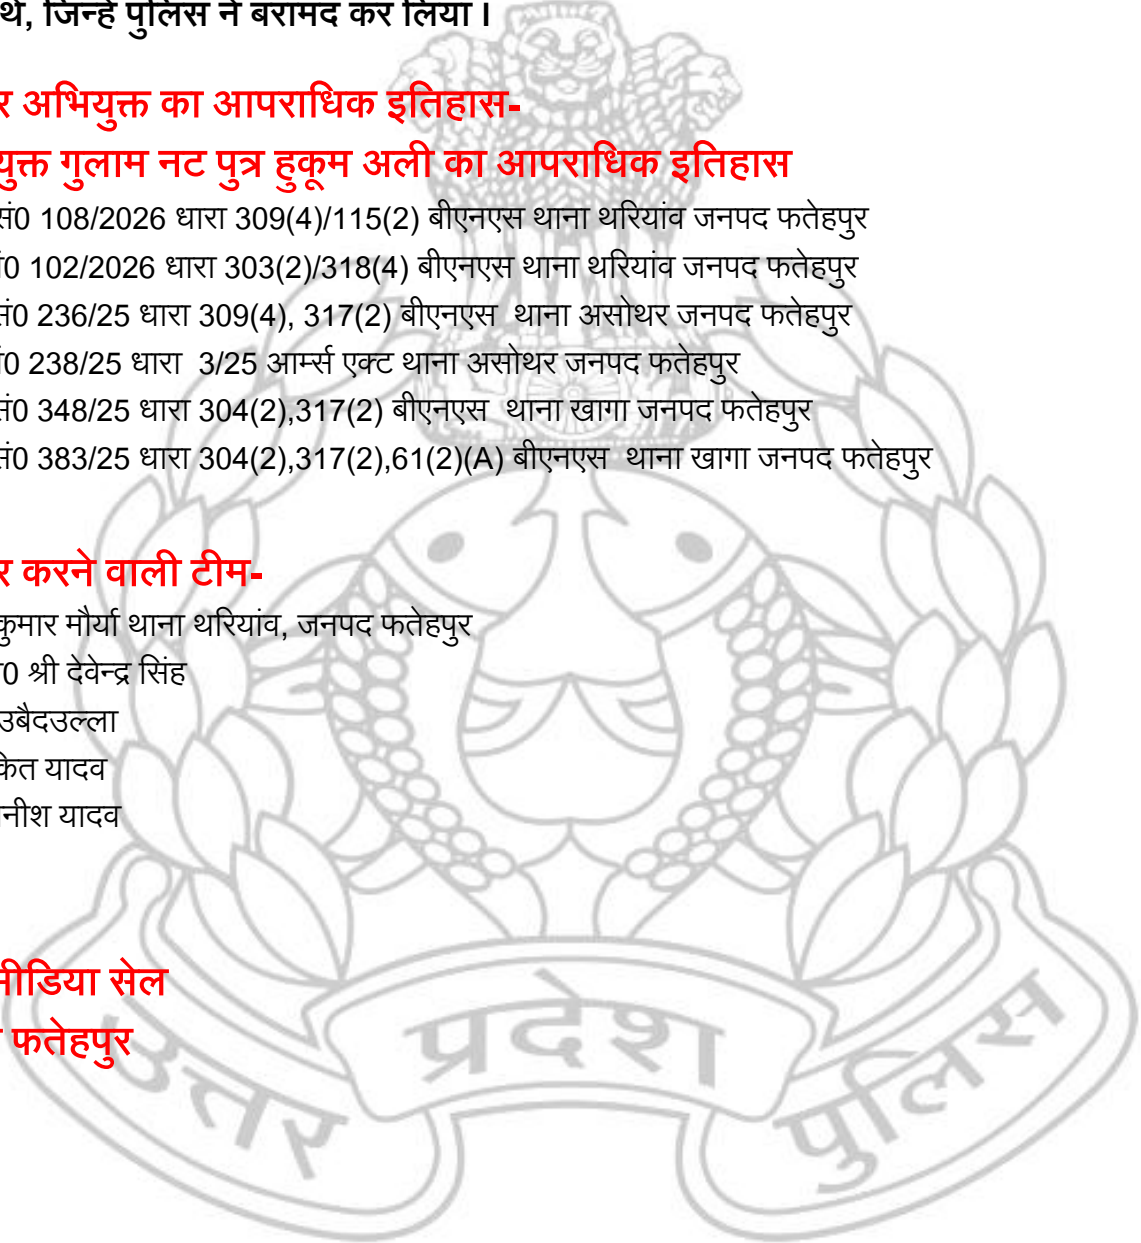 थे, जिन्हें पुलिस ने बरामद कर लिया ।
र अभियुक्त का आपराधिक इतिहास-
युक्त गुलाम नट पुत्र हुकूम अली का आपराधिक इतिहास
सं0 108/2026 धारा 309(4)/115(2) बीएनएस थाना थरियांव जनपद फतेहपुर
0 102/2026 धारा 303(2)/318(4) बीएनएस थाना थरियांव जनपद फतेहपुर
सं0 236/25 धारा 309(4), 317(2) बीएनएस थाना असोथर जनपद फतेहपुर
0 238/25 धारा 3/25 आर्म्स एक्ट थाना असोथर जनपद फतेहपुर
सं0 348/25 धारा 304(2),317(2) बीएनएस थाना खागा जनपद फतेहपुर
सं0 383/25 धारा 304(2),317(2),61(2)(A) बीएनएस थाना खागा जनपद फतेहपुर
र करने वाली टीम-
कुमार मौर्या थाना थरियांव, जनपद फतेहपुर
0 श्री देवेन्द्र सिंह
उबैदउल्ला
कित यादव
नीश यादव
मीडिया सेल
फतेहपुर
उत्तर प्रदेश पुलिस